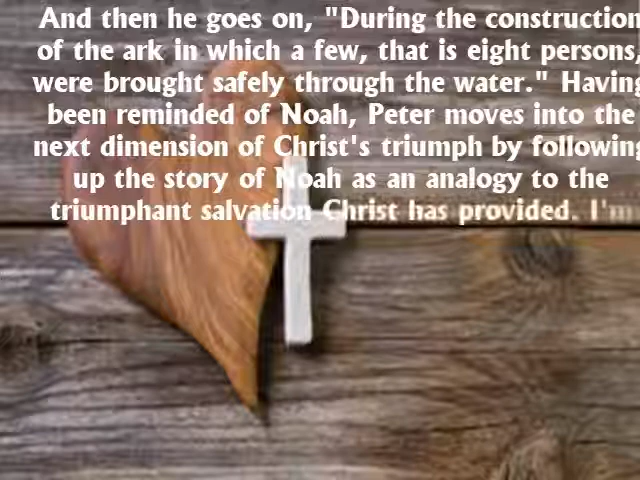 And then he goes on, "During the construction
of the ark in which a few, that is eight persons,
were brought safely through the water." Having
been reminded of Noah, Peter moves into the
next dimension of Christ's triumph by following
up the story of Noah as an analogy to the
triumphant salvation Christ has provided. I'm